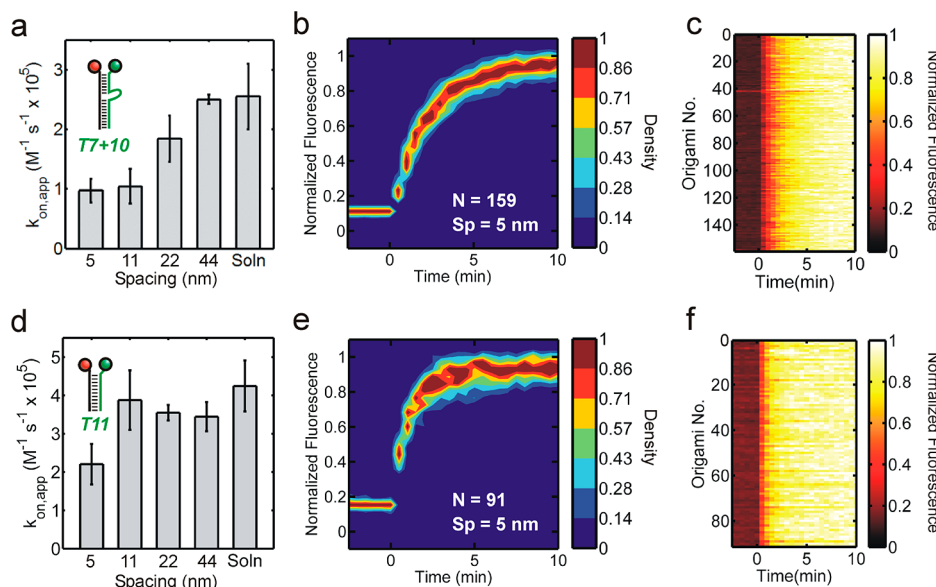 a
k on,app (M⁻¹ s⁻¹ x 10⁵)
3
2
1
0
T7+10
5 11 22 44 Soln
Spacing (nm)
b
Normalized Fluorescence
1
0.8
0.6
0.4
0.2
0
N = 159
Sp = 5 nm
0 5 10
Time (min)
1
0.86
0.71
0.57
0.43
0.28
0.14
0
Density
c
Origami No.
0
20
40
60
80
100
120
140
0 10
Time(min)
1
0.8
0.6
0.4
0.2
0
Normalized Fluorescence
d
k on,app (M⁻¹ s⁻¹ x 10⁵)
5
4
3
2
1
0
T11
5 11 22 44 Soln
Spacing (nm)
e
Normalized Fluorescence
1
0.8
0.6
0.4
0.2
0
N = 91
Sp = 5 nm
0 5 10
Time (min)
1
0.86
0.71
0.57
0.43
0.28
0.14
0
Density
f
Origami No.
0
20
40
60
80
0 10
Time(min)
1
0.8
0.6
0.4
0.2
0
Normalized Fluorescence